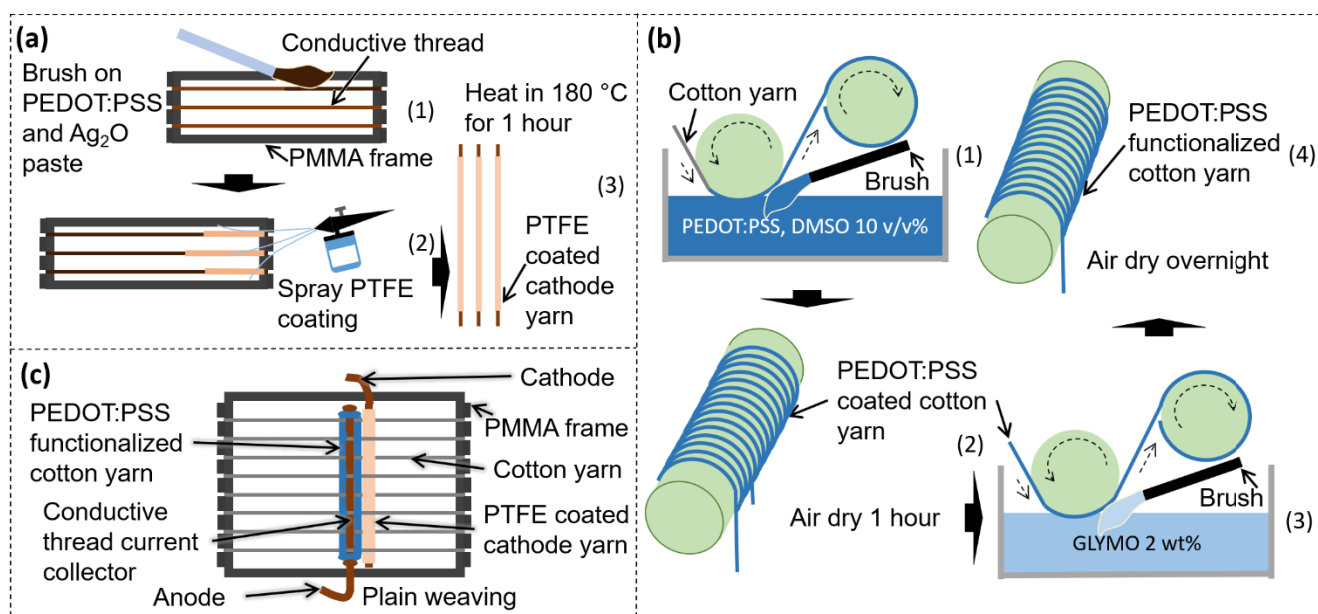 (a)
Conductive thread
Brush on
PEDOT:PSS
and Ag₂O
paste
(1)
PMMA frame
Heat in 180 °C
for 1 hour
(2)
Spray PTFE
coating
(3)
PTFE
coated
cathode
yarn
(b)
Cotton yarn
(1)
Brush
PEDOT:PSS, DMSO 10 v/v%
PEDOT:PSS
functionalized
cotton yarn
(4)
Air dry overnight
PEDOT:PSS
coated cotton
yarn
(2)
Air dry 1 hour
Brush
(3)
GLYMO 2 wt%
(c)
Cathode
PEDOT:PSS
functionalized
cotton yarn
PMMA frame
Cotton yarn
Conductive
thread current
collector
PTFE coated
cathode yarn
Anode
Plain weaving